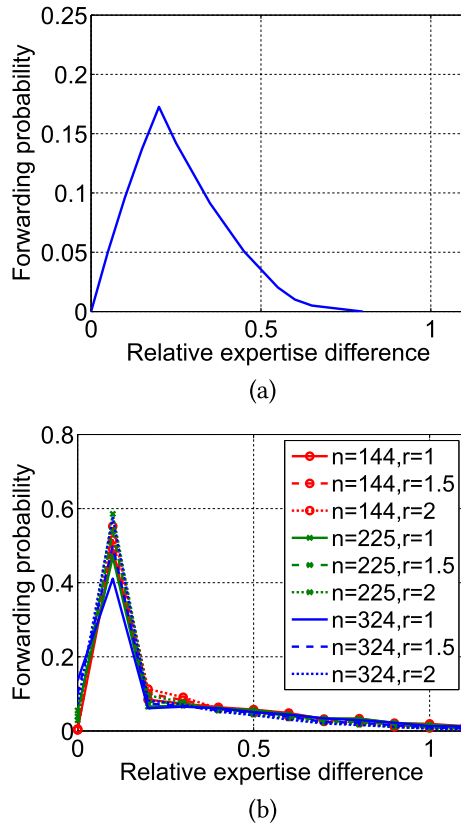 0.25
0.2
0.15
0.1
0.05
0
0 0.5 1
Forwarding probability
Relative expertise difference
(a)
0.8
0.6
0.4
0.2
0
0 0.5 1
Forwarding probability
Relative expertise difference
n=144,r=1
n=144,r=1.5
n=144,r=2
n=225,r=1
n=225,r=1.5
n=225,r=2
n=324,r=1
n=324,r=1.5
n=324,r=2
(b)